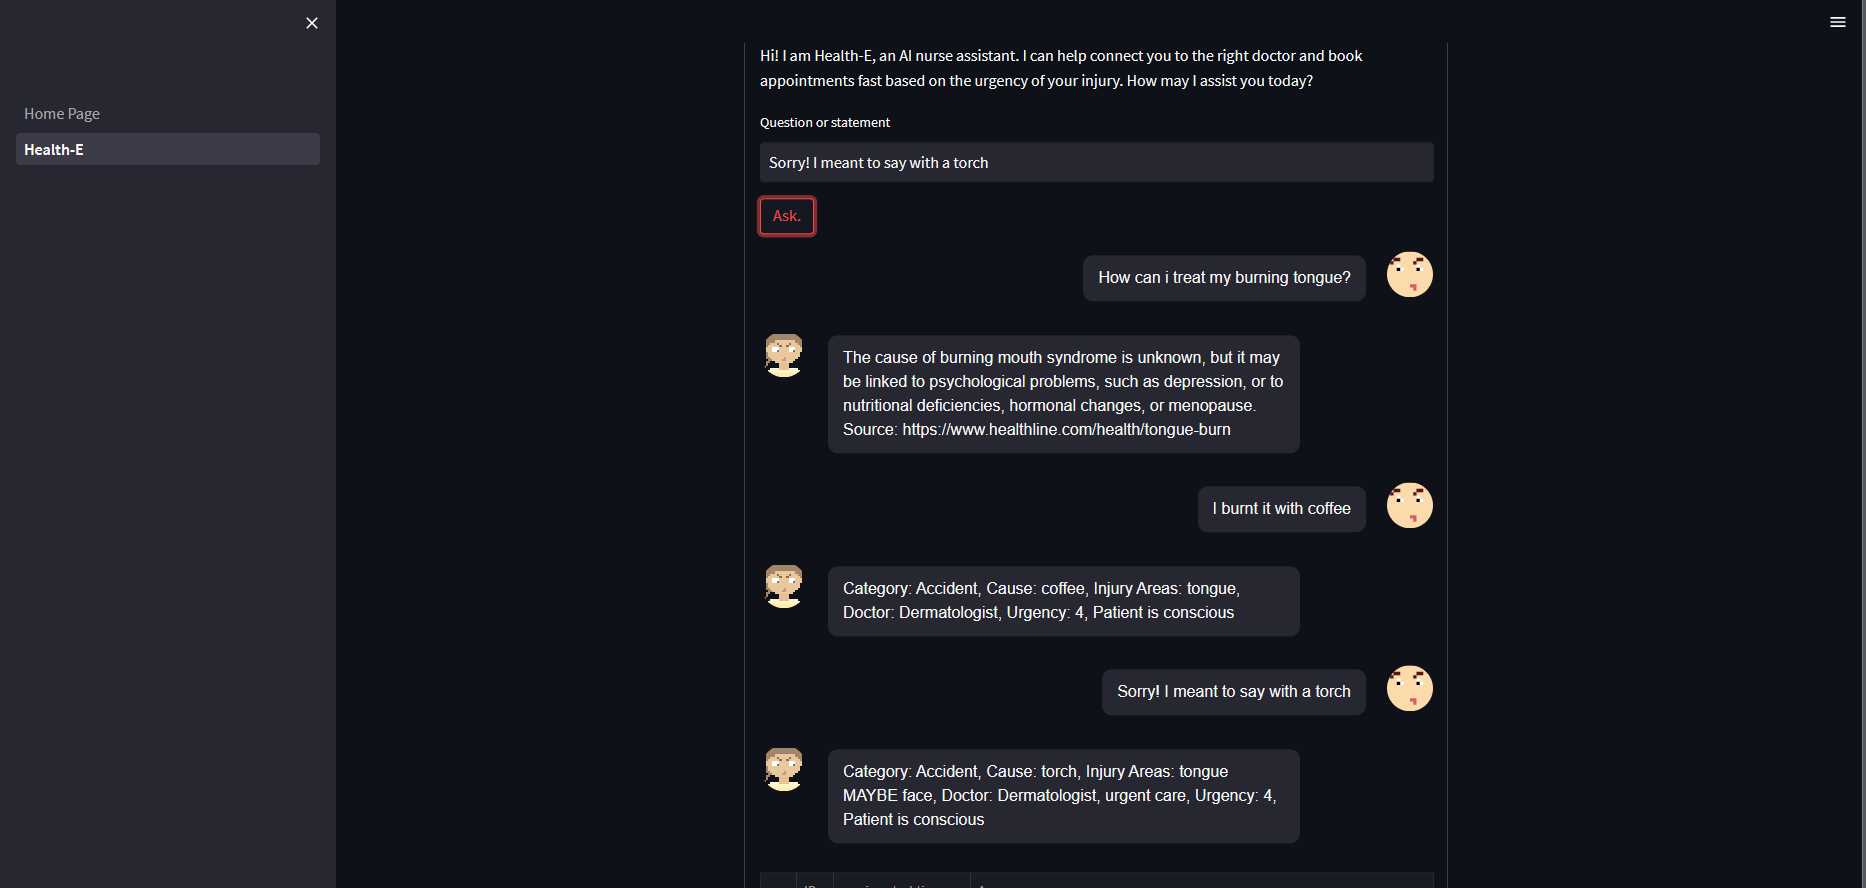 Home Page
Health-E
Hi! I am Health-E, an AI nurse assistant. I can help connect you to the right doctor and book
appointments fast based on the urgency of your injury. How may I assist you today?
Question or statement
Sorry! I meant to say with a torch
Ask.
How can i treat my burning tongue?
The cause of burning mouth syndrome is unknown, but it may
be linked to psychological problems, such as depression, or to
nutritional deficiencies, hormonal changes, or menopause.
Source: https://www.healthline.com/health/tongue-burn
I burnt it with coffee
Category: Accident, Cause: coffee, Injury Areas: tongue,
Doctor: Dermatologist, Urgency: 4, Patient is conscious
Sorry! I meant to say with a torch
Category: Accident, Cause: torch, Injury Areas: tongue
MAYBE face, Doctor: Dermatologist, urgent care, Urgency: 4,
Patient is conscious